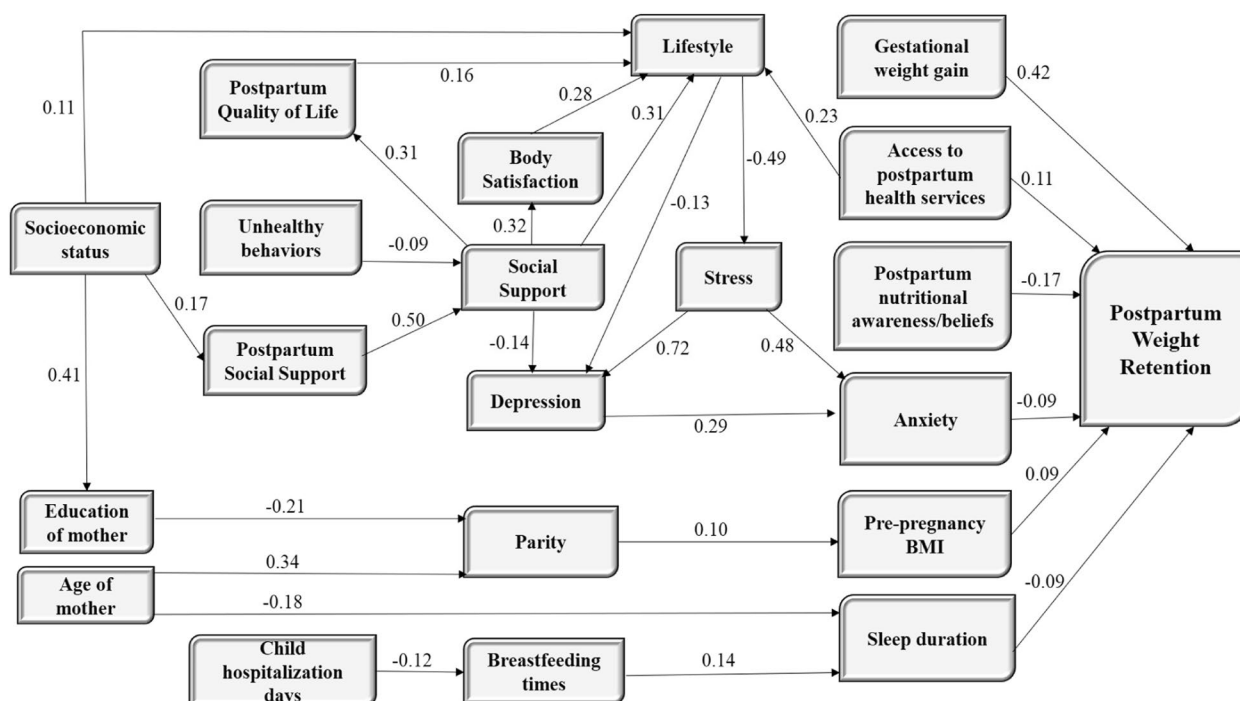 Lifestyle
Gestational
weight gain
0.42
Postpartum
Quality of Life
0.16
0.11
0.28
0.31
0.23
Access to
postpartum
health services
0.11
0.31
Body
Satisfaction
-0.49
-0.13
Socioeconomic
status
Unhealthy
behaviors
-0.09
0.32
Social
Support
Stress
Postpartum
nutritional
awareness/beliefs
-0.17
Postpartum
Weight
Retention
0.17
0.50
Postpartum
Social Support
-0.14
0.72
0.48
0.41
Depression
0.29
Anxiety
-0.09
0.09
Education
of mother
-0.21
Parity
0.10
Pre-pregnancy
BMI
0.34
Age of
mother
-0.18
-0.09
Sleep duration
Child
hospitalization
days
-0.12
Breastfeeding
times
0.14